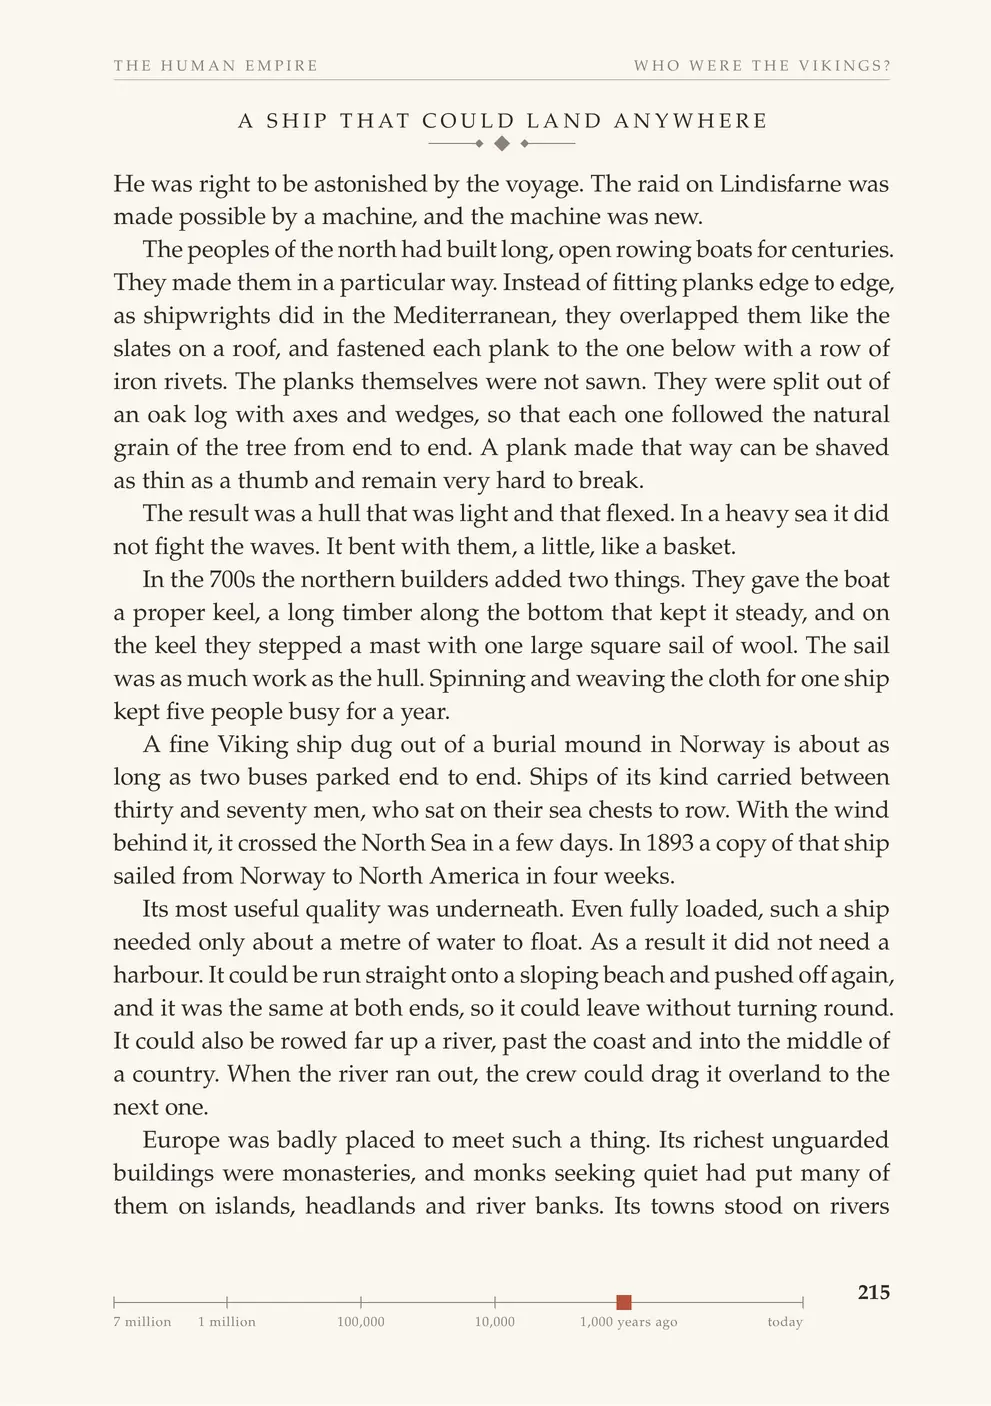 THE HUMAN EMPIRE
WHO WERE THE VIKINGS?
A SHIP THAT COULD LAND ANYWHERE
He was right to be astonished by the voyage. The raid on Lindisfarne was
made possible by a machine, and the machine was new.
The peoples of the north had built long, open rowing boats for centuries.
They made them in a particular way. Instead of fitting planks edge to edge,
as shipwrights did in the Mediterranean, they overlapped them like the
slates on a roof, and fastened each plank to the one below with a row of
iron rivets. The planks themselves were not sawn. They were split out of
an oak log with axes and wedges, so that each one followed the natural
grain of the tree from end to end. A plank made that way can be shaved
as thin as a thumb and remain very hard to break.
The result was a hull that was light and that flexed. In a heavy sea it did
not fight the waves. It bent with them, a little, like a basket.
In the 700s the northern builders added two things. They gave the boat
a proper keel, a long timber along the bottom that kept it steady, and on
the keel they stepped a mast with one large square sail of wool. The sail
was as much work as the hull. Spinning and weaving the cloth for one ship
kept five people busy for a year.
A fine Viking ship dug out of a burial mound in Norway is about as
long as two buses parked end to end. Ships of its kind carried between
thirty and seventy men, who sat on their sea chests to row. With the wind
behind it, it crossed the North Sea in a few days. In 1893 a copy of that ship
sailed from Norway to North America in four weeks.
Its most useful quality was underneath. Even fully loaded, such a ship
needed only about a metre of water to float. As a result it did not need a
harbour. It could be run straight onto a sloping beach and pushed off again,
and it was the same at both ends, so it could leave without turning round.
It could also be rowed far up a river, past the coast and into the middle of
a country. When the river ran out, the crew could drag it overland to the
next one.
Europe was badly placed to meet such a thing. Its richest unguarded
buildings were monasteries, and monks seeking quiet had put many of
them on islands, headlands and river banks. Its towns stood on rivers
215
7 million 1 million 100,000 10,000 1,000 years ago today